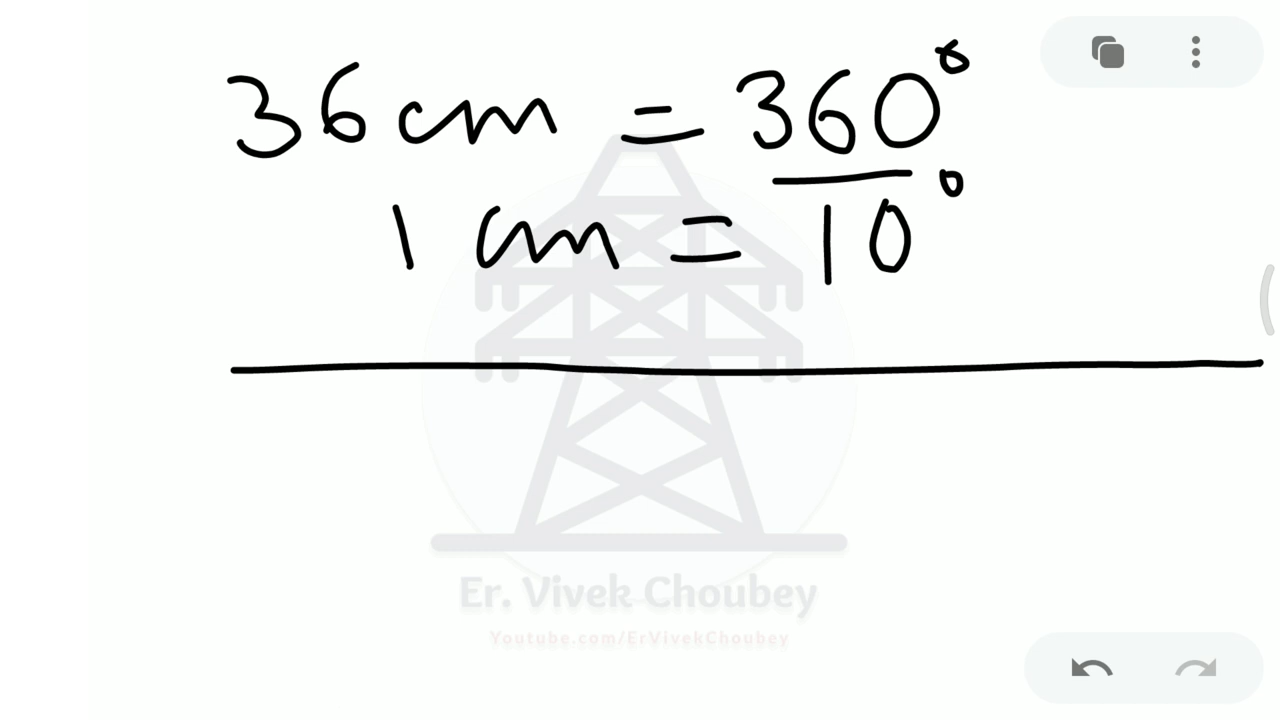 36 cm = 360°
1 cm = 10°
Er. Vivek Choubey
Youtube.com/ErVivekChoubey